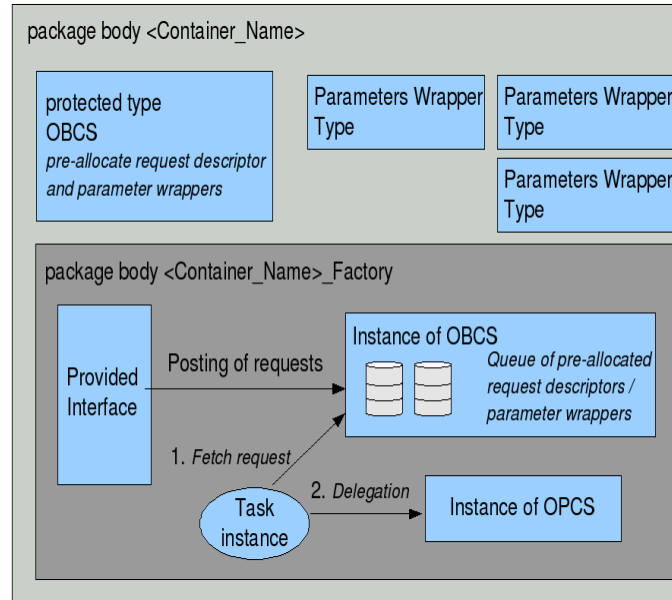 package body <Container_Name>
protected type
OBCS
pre-allocate request descriptor
and parameter wrappers
Parameters Wrapper
Type
Parameters Wrapper
Type
Parameters Wrapper
Type
package body <Container_Name>_Factory
Provided
Interface
Posting of requests
Instance of OBCS
Queue of pre-allocated
request descriptors /
parameter wrappers
1. Fetch request
Task
instance
2. Delegation
Instance of OPCS